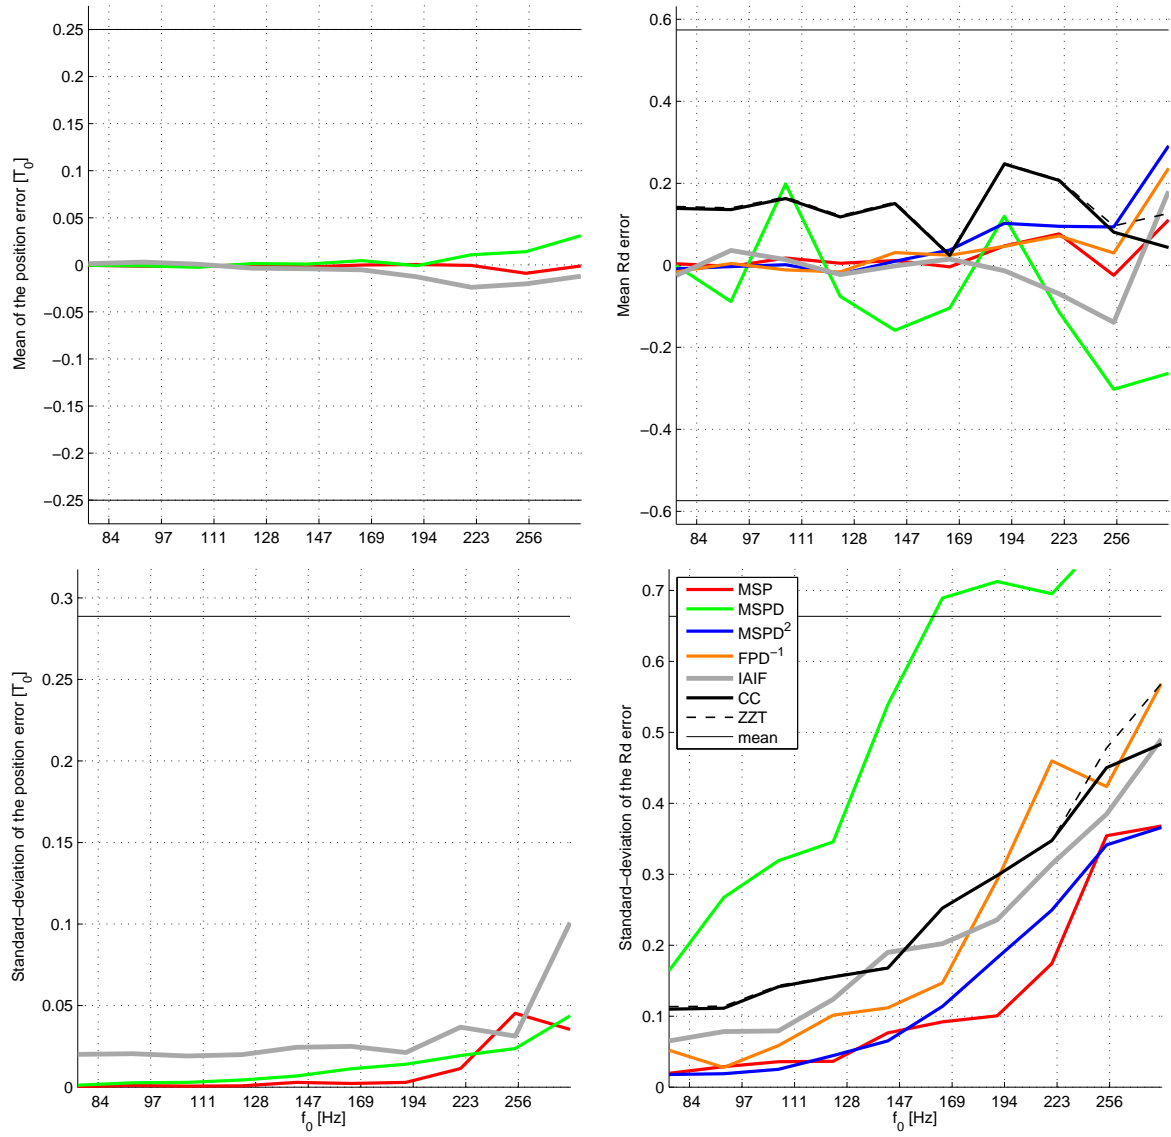 0.25
0.2
0.15
0.1
0.05
0
−0.05
−0.1
−0.15
−0.2
−0.25
Mean of the position error [T0]
84 97 111 128 147 169 194 223 256
0.6
0.4
0.2
0
−0.2
−0.4
−0.6
Mean Rd error
84 97 111 128 147 169 194 223 256
0.3
0.25
0.2
0.15
0.1
0.05
0
Standard−deviation of the position error [T0]
84 97 111 128 147 169 194 223 256
f0 [Hz]
0.7
0.6
0.5
0.4
0.3
0.2
0.1
0
Standard−deviation of the Rd error
MSP
MSPD
MSPD2
FPD−1
IAIF
CC
ZZT
mean
84 97 111 128 147 169 194 223 256
f0 [Hz]